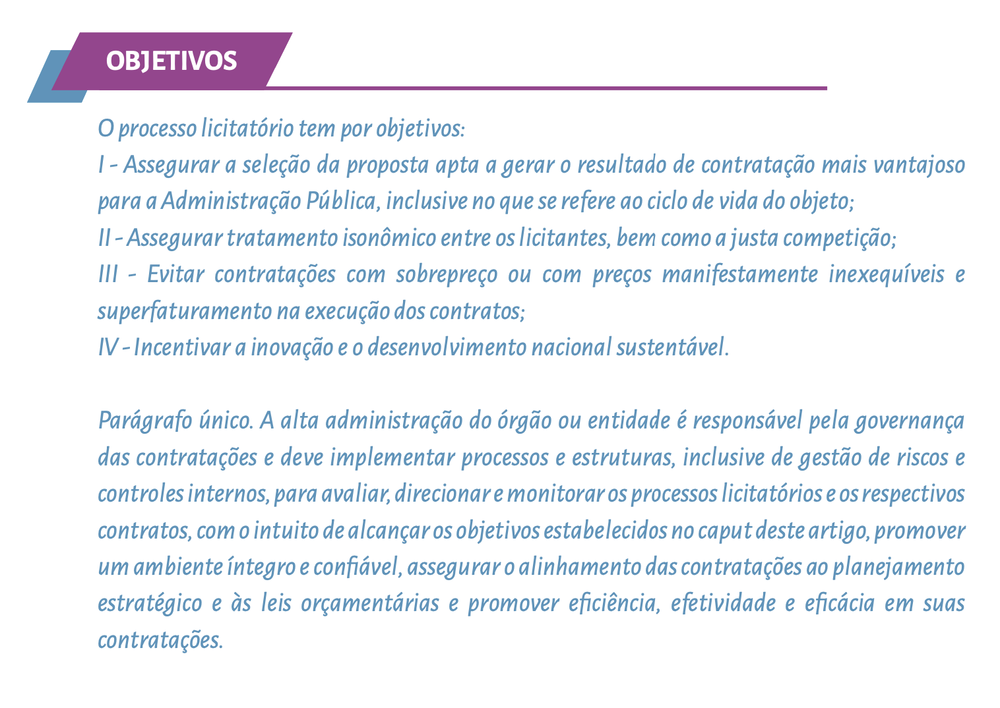 OBJETIVOS
O processo licitatório tem por objetivos:
I - Assegurar a seleção da proposta apta a gerar o resultado de contratação mais vantajoso
para a Administração Pública, inclusive no que se refere ao ciclo de vida do objeto;
II - Assegurar tratamento isonômico entre os licitantes, bem como a justa competição;
III - Evitar contratações com sobrepreço ou com preços manifestamente inexequíveis e
superfaturamento na execução dos contratos;
IV - Incentivar a inovação e o desenvolvimento nacional sustentável.
Parágrafo único. A alta administração do órgão ou entidade é responsável pela governança
das contratações e deve implementar processos e estruturas, inclusive de gestão de riscos e
controles internos, para avaliar, direcionar e monitorar os processos licitatórios e os respectivos
contratos, com o intuito de alcançar os objetivos estabelecidos no caput deste artigo, promover
um ambiente íntegro e confiável, assegurar o alinhamento das contratações ao planejamento
estratégico e às leis orçamentárias e promover eficiência, efetividade e eficácia em suas
contratações.